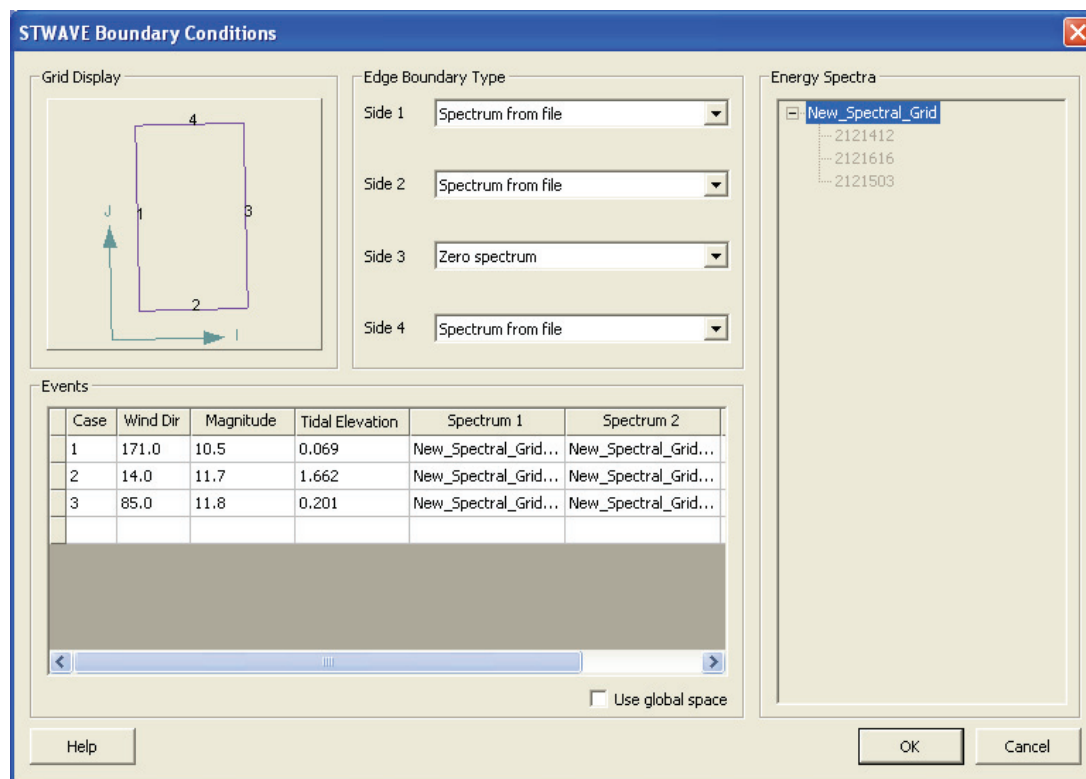 STWAVE Boundary Conditions
Grid Display
4
J
1
3
2
I
Edge Boundary Type
Side 1 Spectrum from file
Side 2 Spectrum from file
Side 3 Zero spectrum
Side 4 Spectrum from file
Energy Spectra
New_Spectral_Grid
2121412
2121616
2121503
Events
Case Wind Dir Magnitude Tidal Elevation Spectrum 1 Spectrum 2
1 171.0 10.5 0.069 New_Spectral_Grid... New_Spectral_Grid...
2 14.0 11.7 1.662 New_Spectral_Grid... New_Spectral_Grid...
3 85.0 11.8 0.201 New_Spectral_Grid... New_Spectral_Grid...
Use global space
Help
OK
Cancel